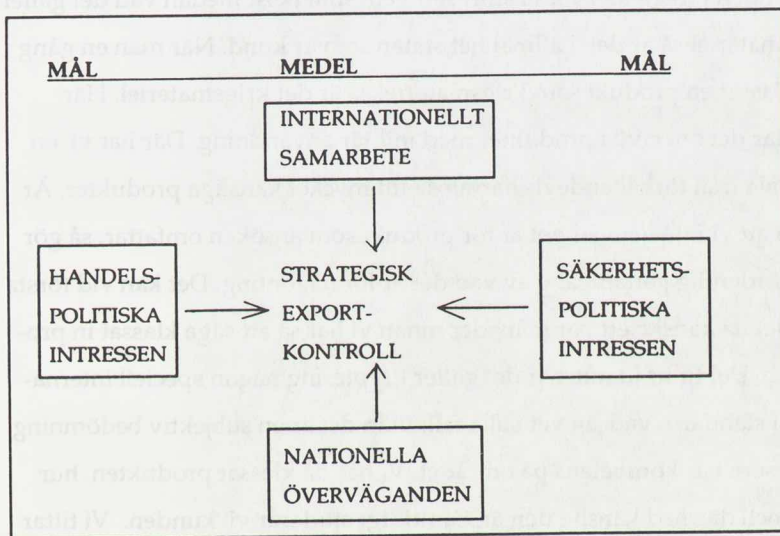 MÅL MEDEL MÅL
INTERNATIONELLT
SAMARBETE
HANDELS-
POLITISKA
INTRESSEN
STRATEGISK
EXPORT-
KONTROLL
SÄKERHETS-
POLITISKA
INTRESSEN
NATIONELLA
ÖVERVÄGANDEN